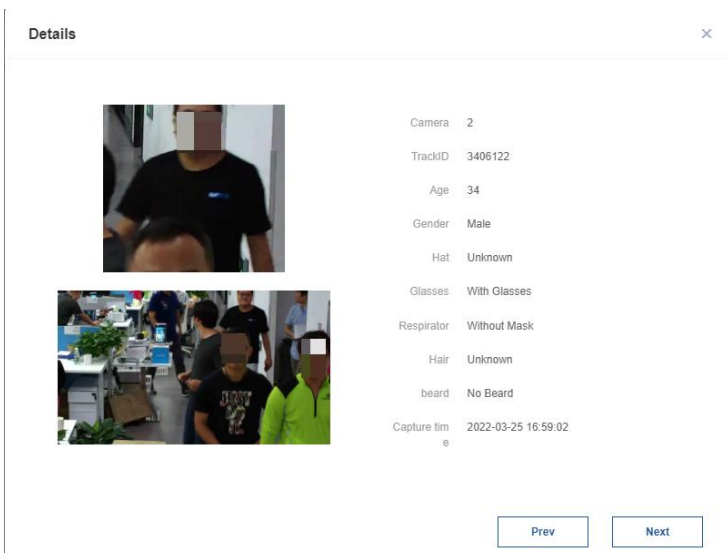 Details
Camera 2
TrackID 3406122
Age 34
Gender Male
Hat Unknown
Glasses With Glasses
Respirator Without Mask
Hair Unknown
beard No Beard
Capture tim 2022-03-25 16:59:02
e
Prev
Next